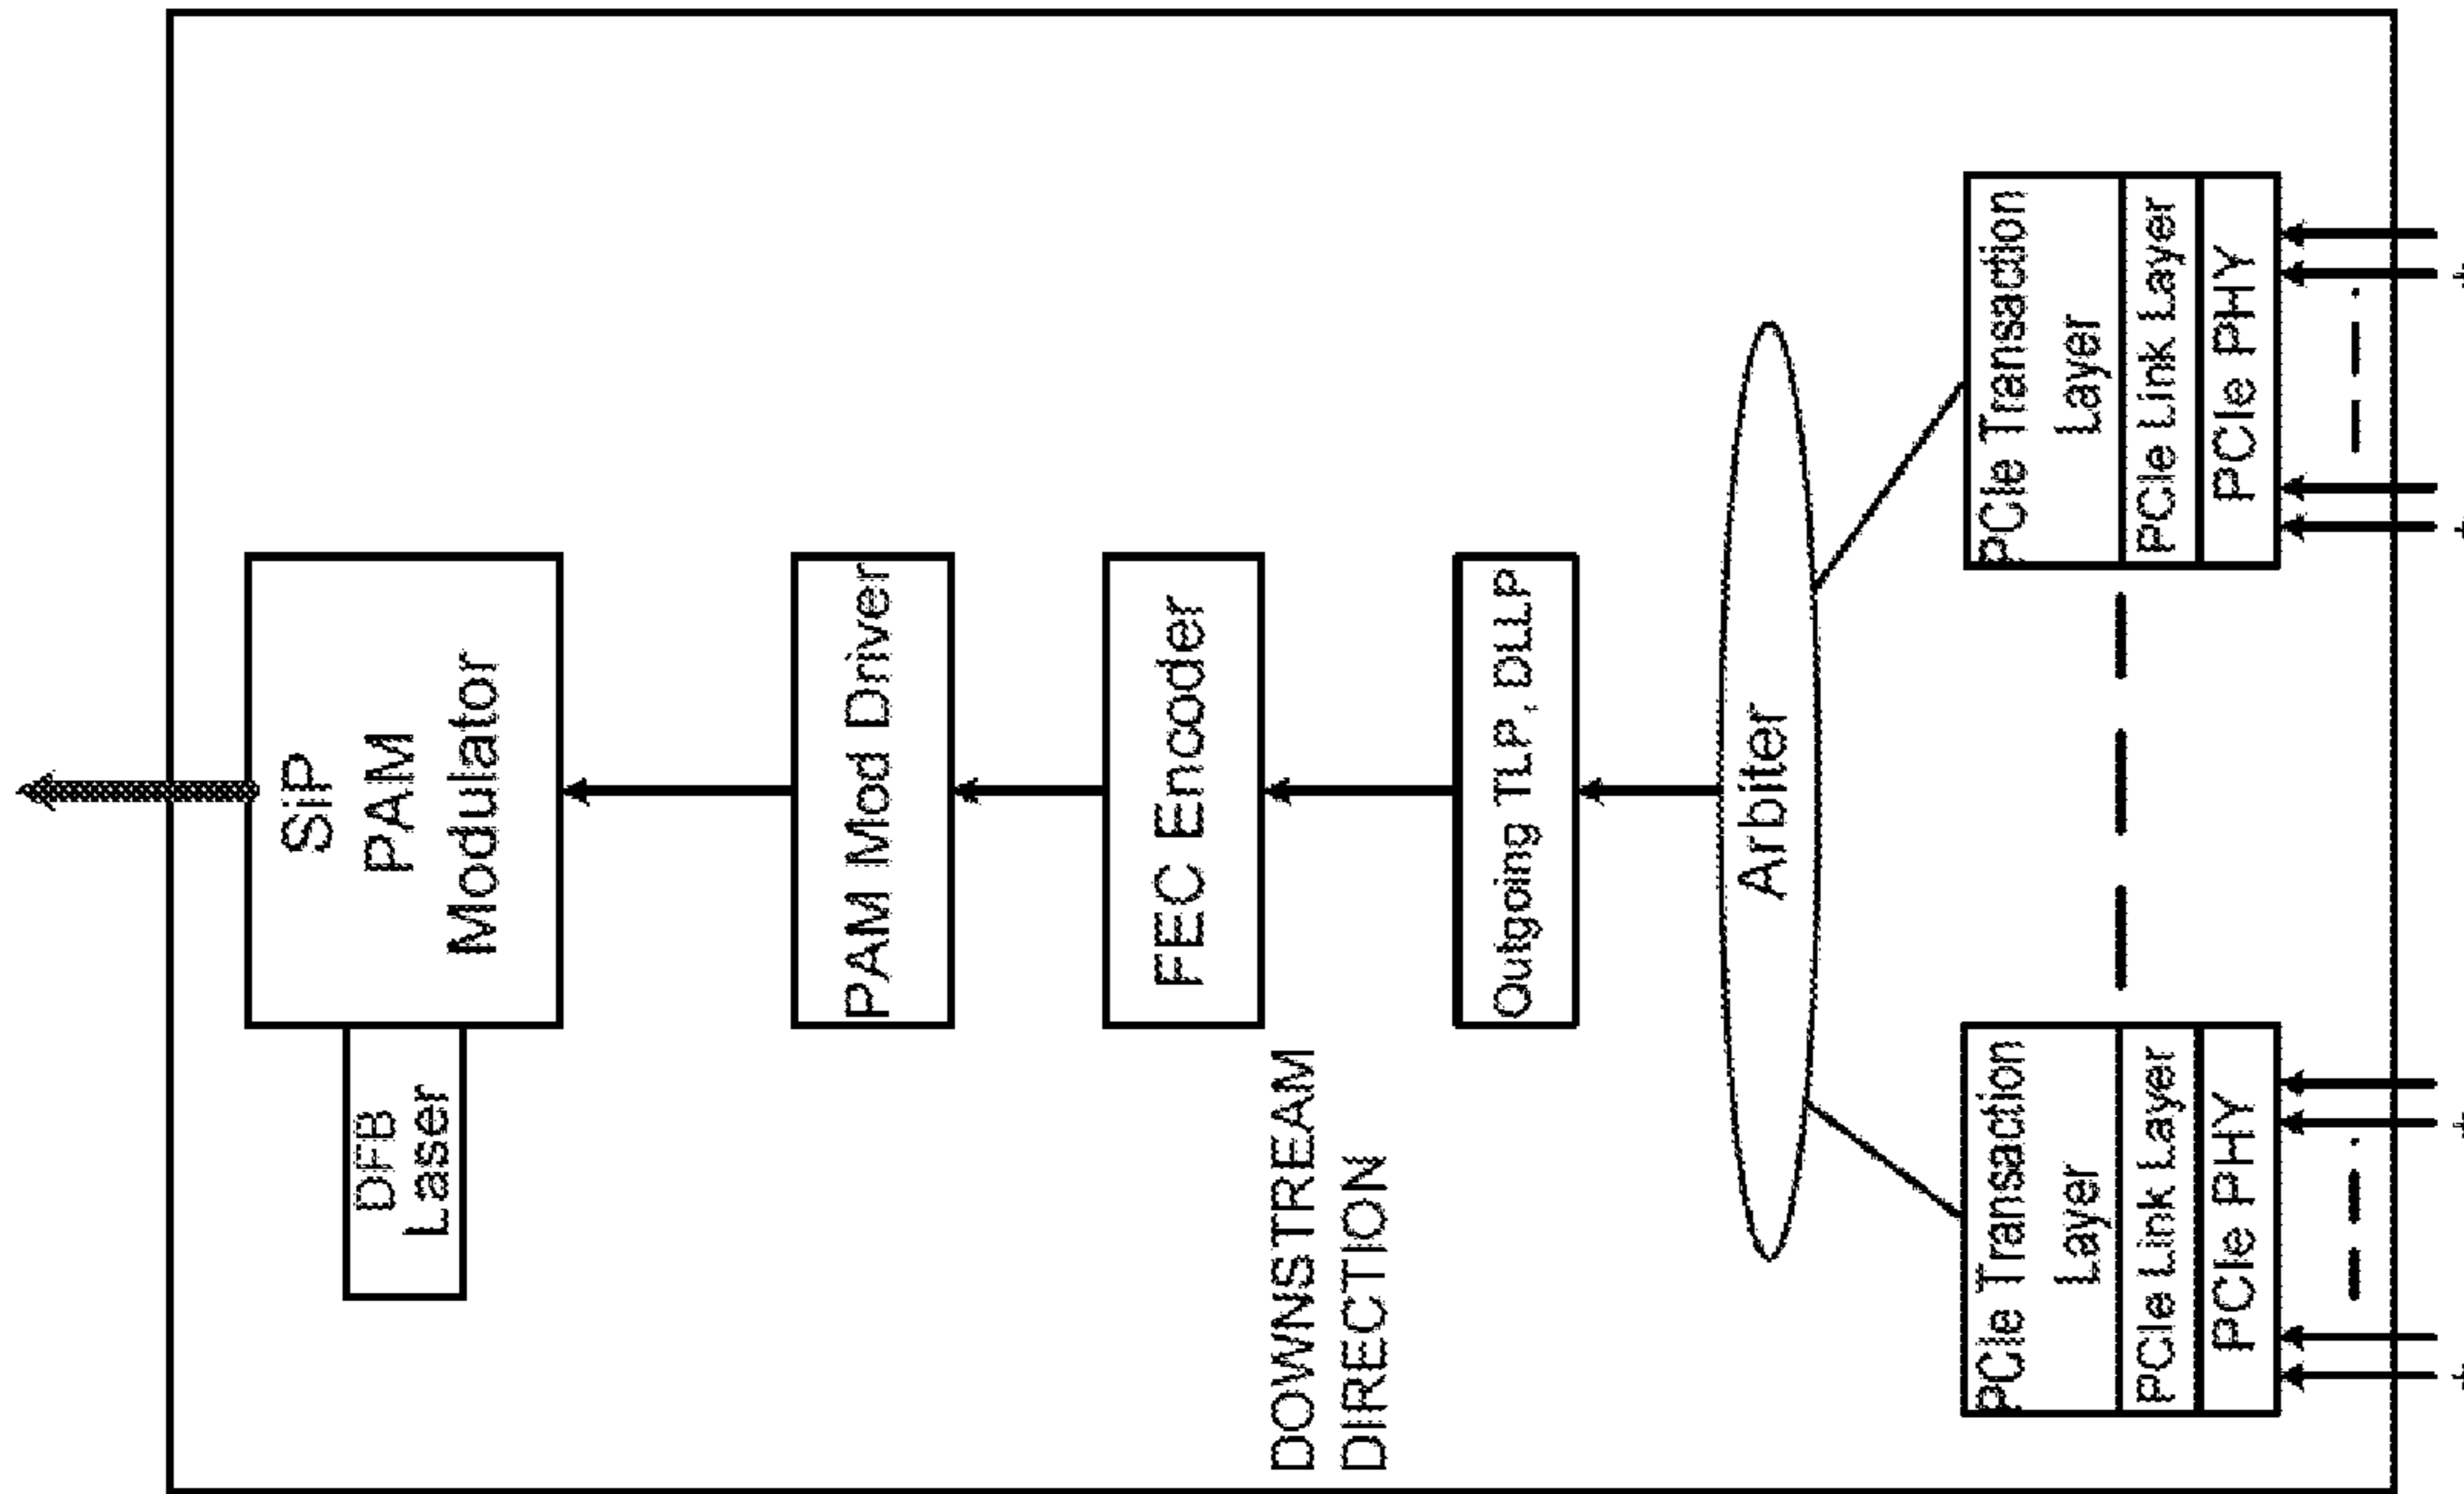 SiP
PAM
Modulator
DFB
Laser
PAM Mod Driver
FEC Encoder
DOWNSTREAM
DIRECTION
Outgoing TLP, DLLP
Arbiter
PCIe Transaction
Layer
PCIe Link Layer
PCIe PHY
PCIe Transaction
Layer
PCIe Link Layer
PCIe PHY